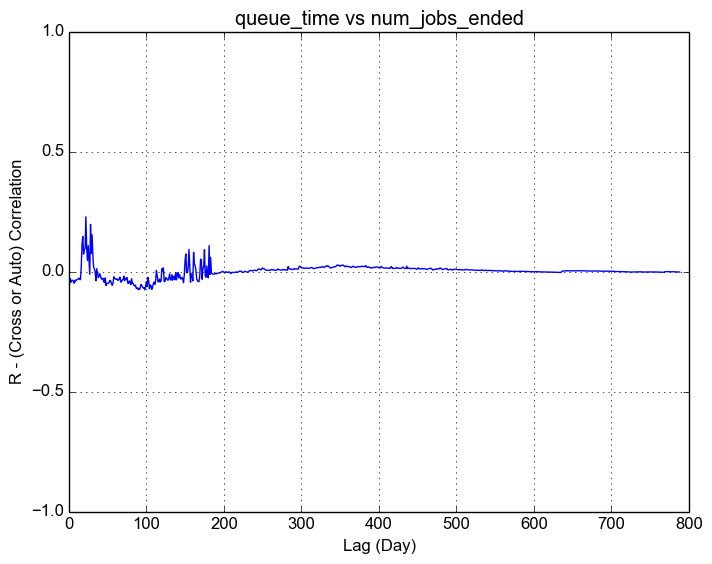 queue_time vs num_jobs_ended
1.0
0.5
0.0
−0.5
−1.0
R - (Cross or Auto) Correlation
0 100 200 300 400 500 600 700 800
Lag (Day)